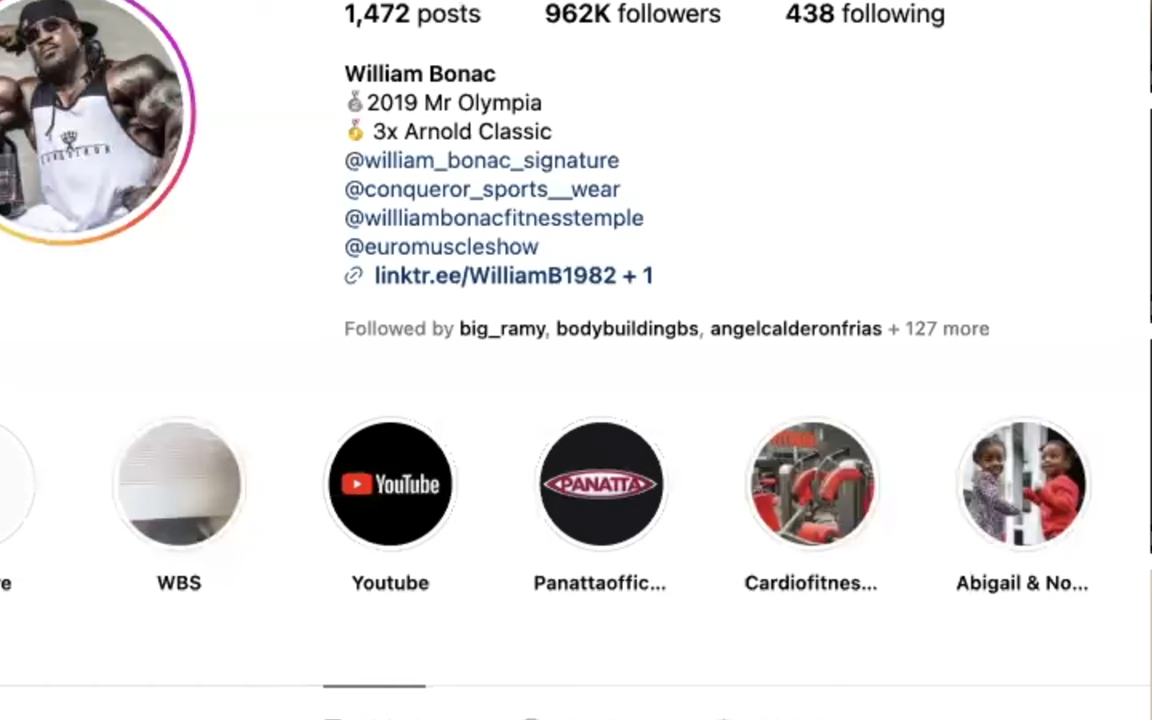 1,472 posts 962K followers 438 following
William Bonac
🥈2019 Mr Olympia
🥇 3x Arnold Classic
@william_bonac_signature
@conqueror_sports__wear
@willliambonacfitnesstemple
@euromuscleshow
linktr.ee/WilliamB1982 + 1
Followed by big_ramy, bodybuildingbs, angelcalderonfrias + 127 more
YouTube
PANATTA
WBS
Youtube
Panattaoffic...
Cardiofitnes...
Abigail & No...